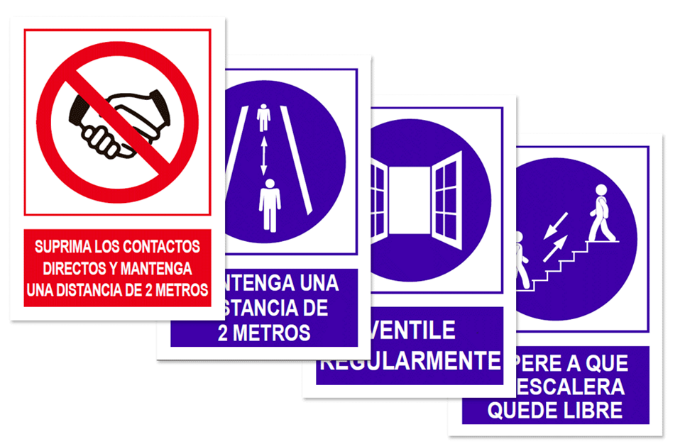 SUPRIMA LOS CONTACTOS
DIRECTOS Y MANTENGA
UNA DISTANCIA DE 2 METROS
NTENGA UNA
STANCIA DE
2 METROS
VENTILE
REGULARMENTE
PERE A QUE
ESCALERA
QUEDE LIBRE